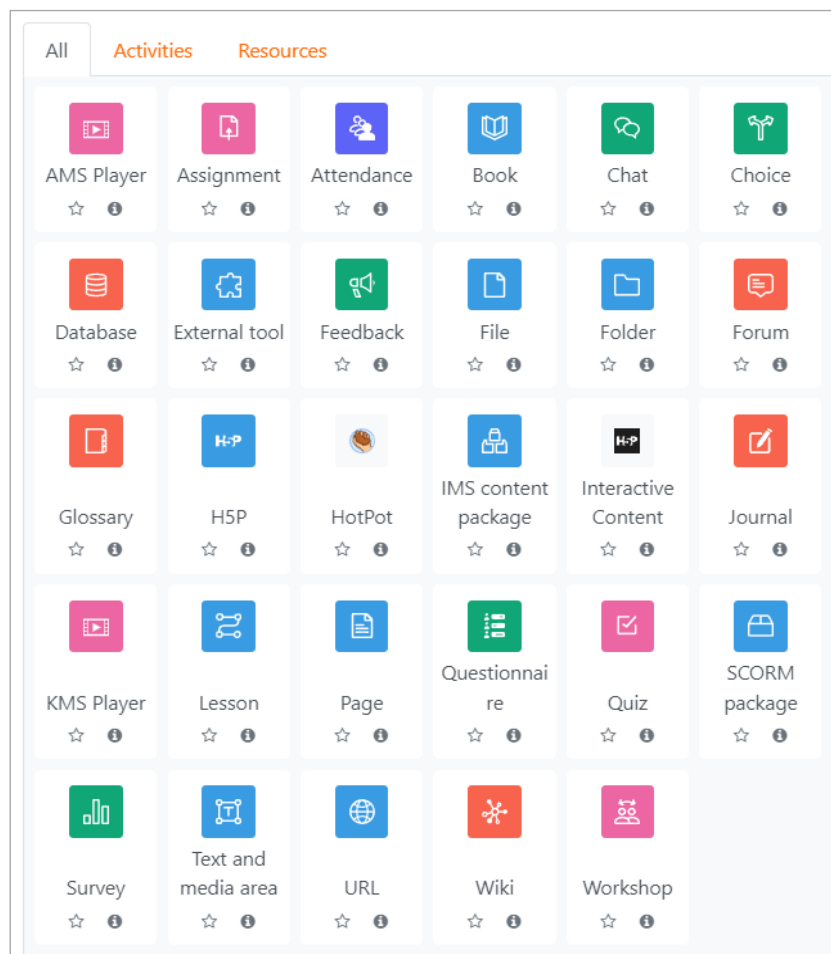 All Activities Resources
AMS Player Assignment Attendance Book Chat Choice
Database External tool Feedback File Folder Forum
H-P H-P
IMS content Interactive
Glossary H5P HotPot package Content Journal
Questionnai SCORM
KMS Player Lesson Page re Quiz package
T
Text and
Survey media area URL Wiki Workshop